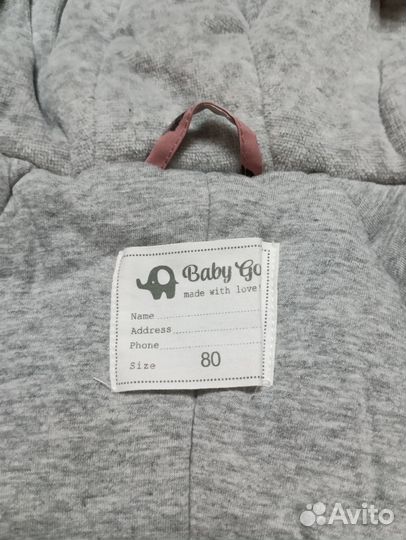 Baby Go
made with love!
Name
Address
Phone
Size 80
Avito